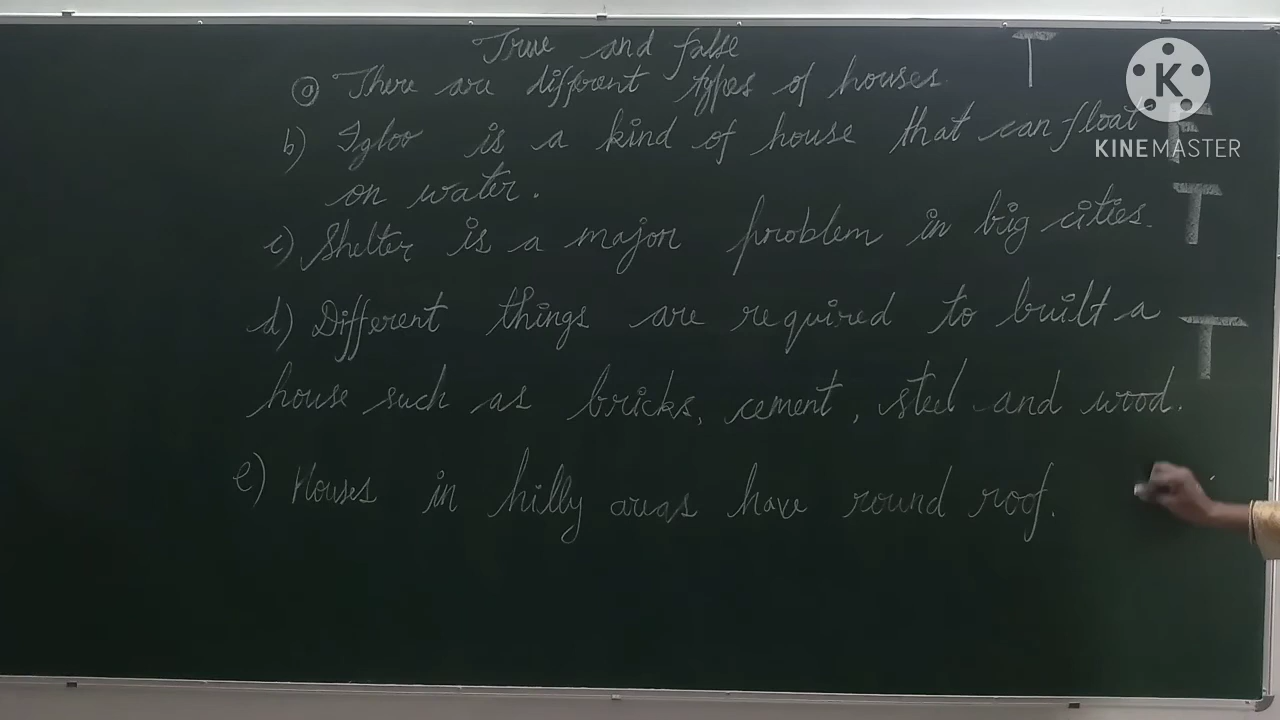 True and false
a) There are different types of houses. T
b) Igloo is a kind of house that can float F
on water.
c) Shelter is a major problem in big cities. T
d) Different things are required to built a T
house such as bricks, cement, steel and wood.
e) Houses in hilly areas have round roof.
K
KINEMASTER